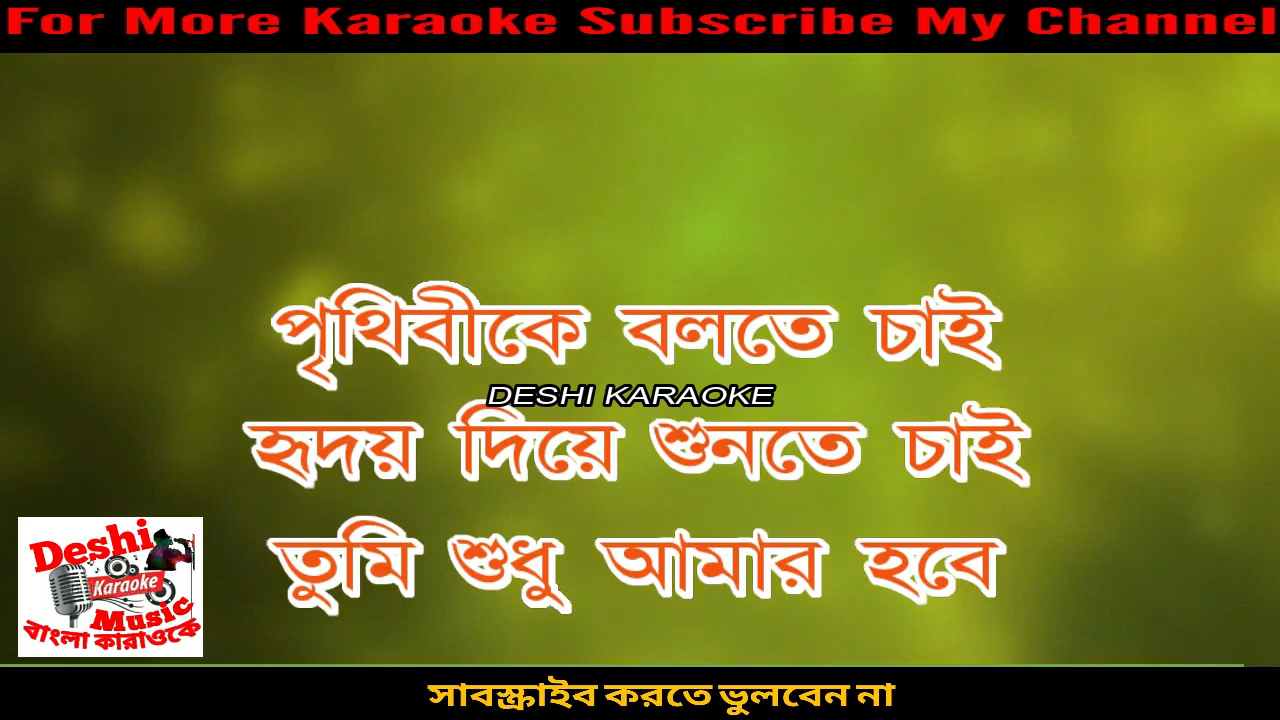 For More Karaoke Subscribe My Channel
পৃথিবীকে বলতে চাই
DESHI KARAOKE
হৃদয় দিয়ে শুনতে চাই
তুমি শুধু আমার হবে
Deshi
Karaoke
Music
বাংলা কারাওকে
সাবস্ক্রাইব করতে ভুলবেন না